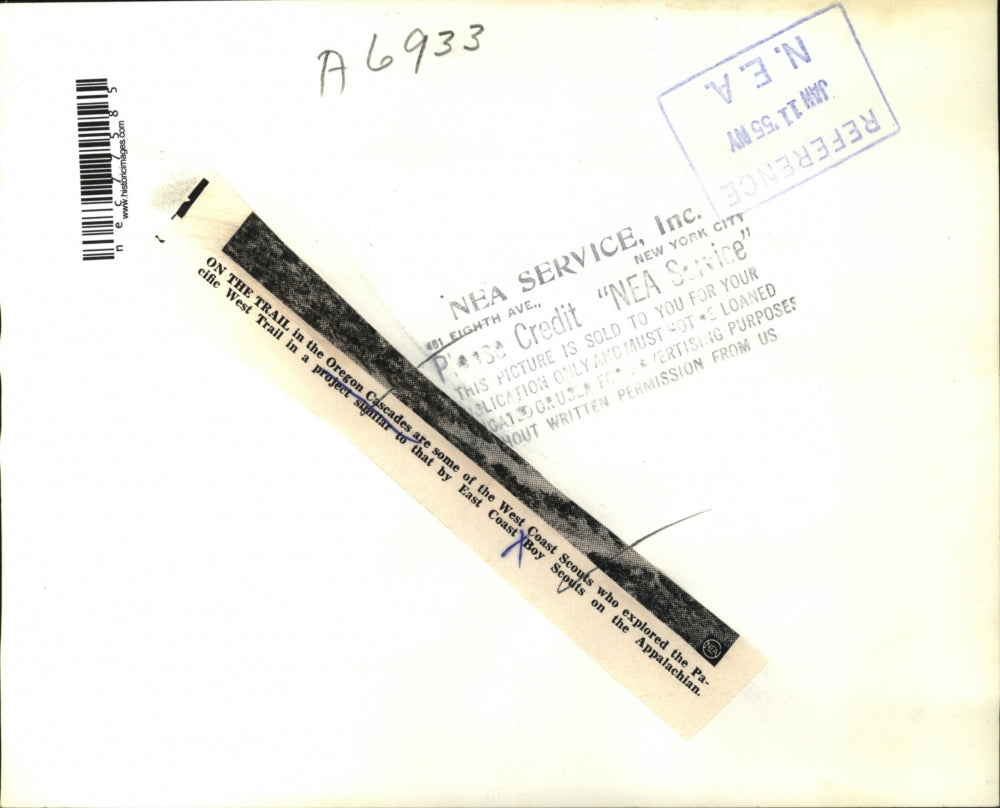 A6933
REFERENCE
JAN 11 '55 NY
N.E.A.
www.historicimages.com
NEA SERVICE, Inc.
461 EIGHTH AVE., NEW YORK CITY
Please Credit "NEA Service"
THIS PICTURE IS SOLD TO YOU FOR YOUR
PUBLICATION ONLY AND MUST NOT BE LOANED
OR USED FOR ADVERTISING PURPOSES
WITHOUT WRITTEN PERMISSION FROM US
ON THE TRAIL in the Oregon Cascades are some of the West Coast Scouts who explored the Pa-
cific West Trail in a project similar to that by East Coast Boy Scouts on the Appalachian.
NEA